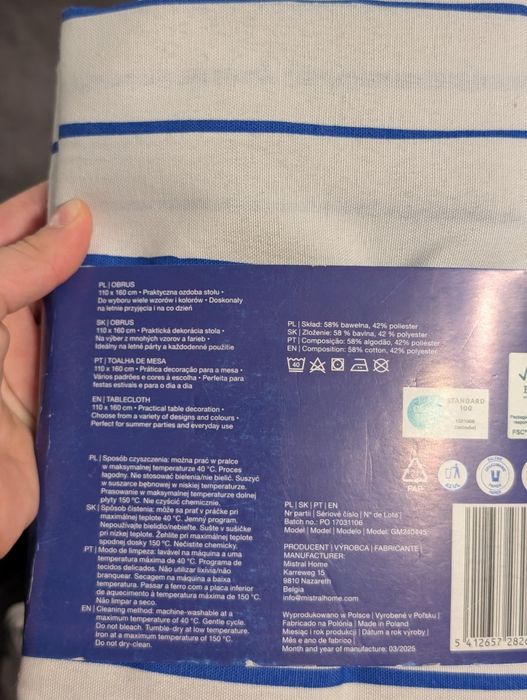 PL | OBRUS
110 x 160 cm • Praktyczna ozdoba stołu •
Do wyboru wiele wzorów i kolorów • Doskonały
na letnie przyjęcia i na co dzień
SK | OBRUS
110 x 160 cm • Praktická dekorácia stola •
Na výber z mnohých vzorov a farieb •
Ideálny na letné párty a každodenné použitie
PT | TOALHA DE MESA
110 x 160 cm • Prática decoração para a mesa •
Vários padrões e cores à escolha • Perfeita para
festas estivais e para o dia a dia
EN | TABLECLOTH
110 x 160 cm • Practical table decoration •
Choose from a variety of designs and colours •
Perfect for summer parties and everyday use
PL | Skład: 58% bawełna, 42% poliester
SK | Zloženie: 58 % bavlna, 42 % polyester
PT | Composição: 58% algodão, 42% poliéster
EN | Composition: 58% cotton, 42% polyester
40
STANDARD
100
FSC
PAP
PL | Sposób czyszczenia: można prać w pralce
w maksymalnej temperaturze 40 °C. Proces
łagodny. Nie stosować bielenia/nie bielić. Suszyć
w suszarce bębnowej w niskiej temperaturze.
Prasowanie w maksymalnej temperaturze dolnej
płyty 150 °C. Nie czyścić chemicznie.
SK | Spôsob čistenia: môže sa prať v práčke pri
maximálnej teplote 40 °C. Jemný program.
Nepoužívajte bielidlo/nebieľte. Sušte v sušičke
pri nízkej teplote. Žehlite pri maximálnej teplote
spodnej dosky 150 °C. Nečistite chemicky.
PT | Modo de limpeza: lavável na máquina a uma
temperatura máxima de 40 °C. Programa de
tecidos delicados. Não utilizar lixívia/não
branquear. Secagem na máquina a baixa
temperatura. Passar a ferro com a placa inferior
de aquecimento à temperatura máxima de 150 °C.
Não limpar a seco.
EN | Cleaning method: machine-washable at a
maximum temperature of 40 °C. Gentle cycle.
Do not bleach. Tumble-dry at low temperature.
Iron at a maximum temperature of 150 °C.
Do not dry-clean.
PL | SK | PT | EN |
Nr partii | Sériové číslo | N° de Lote |
Batch no.: PO 17031106
Model | Model | Modelo | Model: GM240445
PRODUCENT | VÝROBCA | FABRICANTE |
MANUFACTURER:
Mistral Home
Karreweg 15
9810 Nazareth
Belgia
info@mistralhome.com
Wyprodukowano w Polsce | Vyrobené v Poľsku |
Fabricado na Polónia | Made in Poland
Miesiąc i rok produkcji | Dátum a rok výroby |
Mês e ano de fabrico |
Month and year of manufacture: 03/2025
5 412657 282